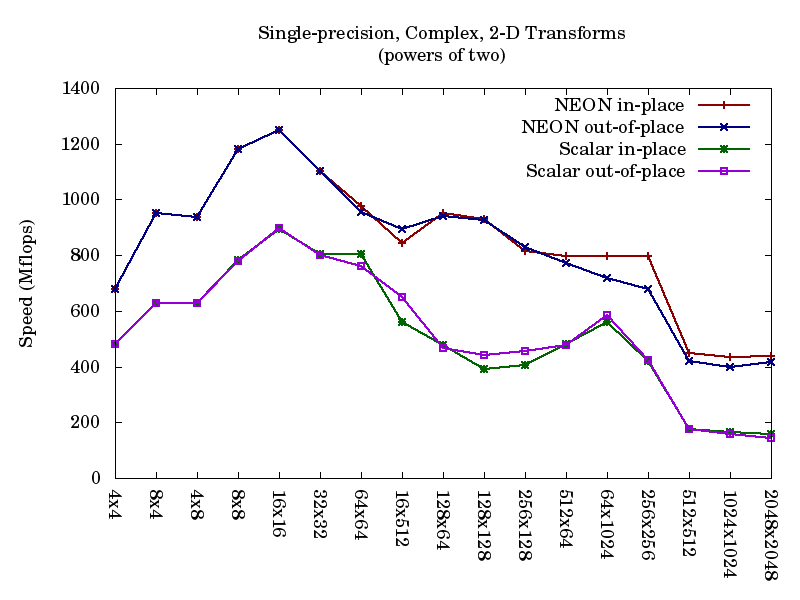 Single-precision, Complex, 2-D Transforms
(powers of two)
NEON in-place
NEON out-of-place
Scalar in-place
Scalar out-of-place
Speed (Mflops)
1400
1200
1000
800
600
400
200
0
4x4
8x4
4x8
8x8
16x16
32x32
64x64
16x512
128x64
128x128
256x128
512x64
64x1024
256x256
512x512
1024x1024
2048x2048